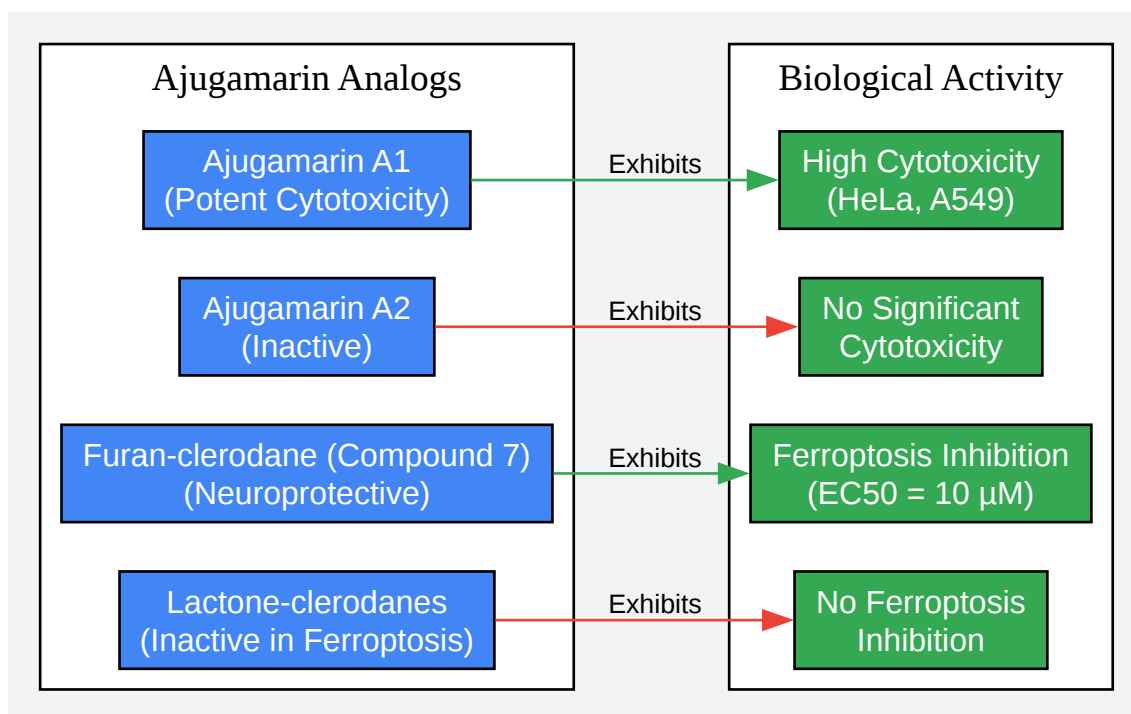 Ajugamarin Analogs
Biological Activity
Ajugamarin A1
(Potent Cytotoxicity)
Exhibits
High Cytotoxicity
(HeLa, A549)
Ajugamarin A2
(Inactive)
Exhibits
No Significant
Cytotoxicity
Furan-clerodane (Compound 7)
(Neuroprotective)
Exhibits
Ferroptosis Inhibition
(EC50 = 10 µM)
Lactone-clerodanes
(Inactive in Ferroptosis)
Exhibits
No Ferroptosis
Inhibition